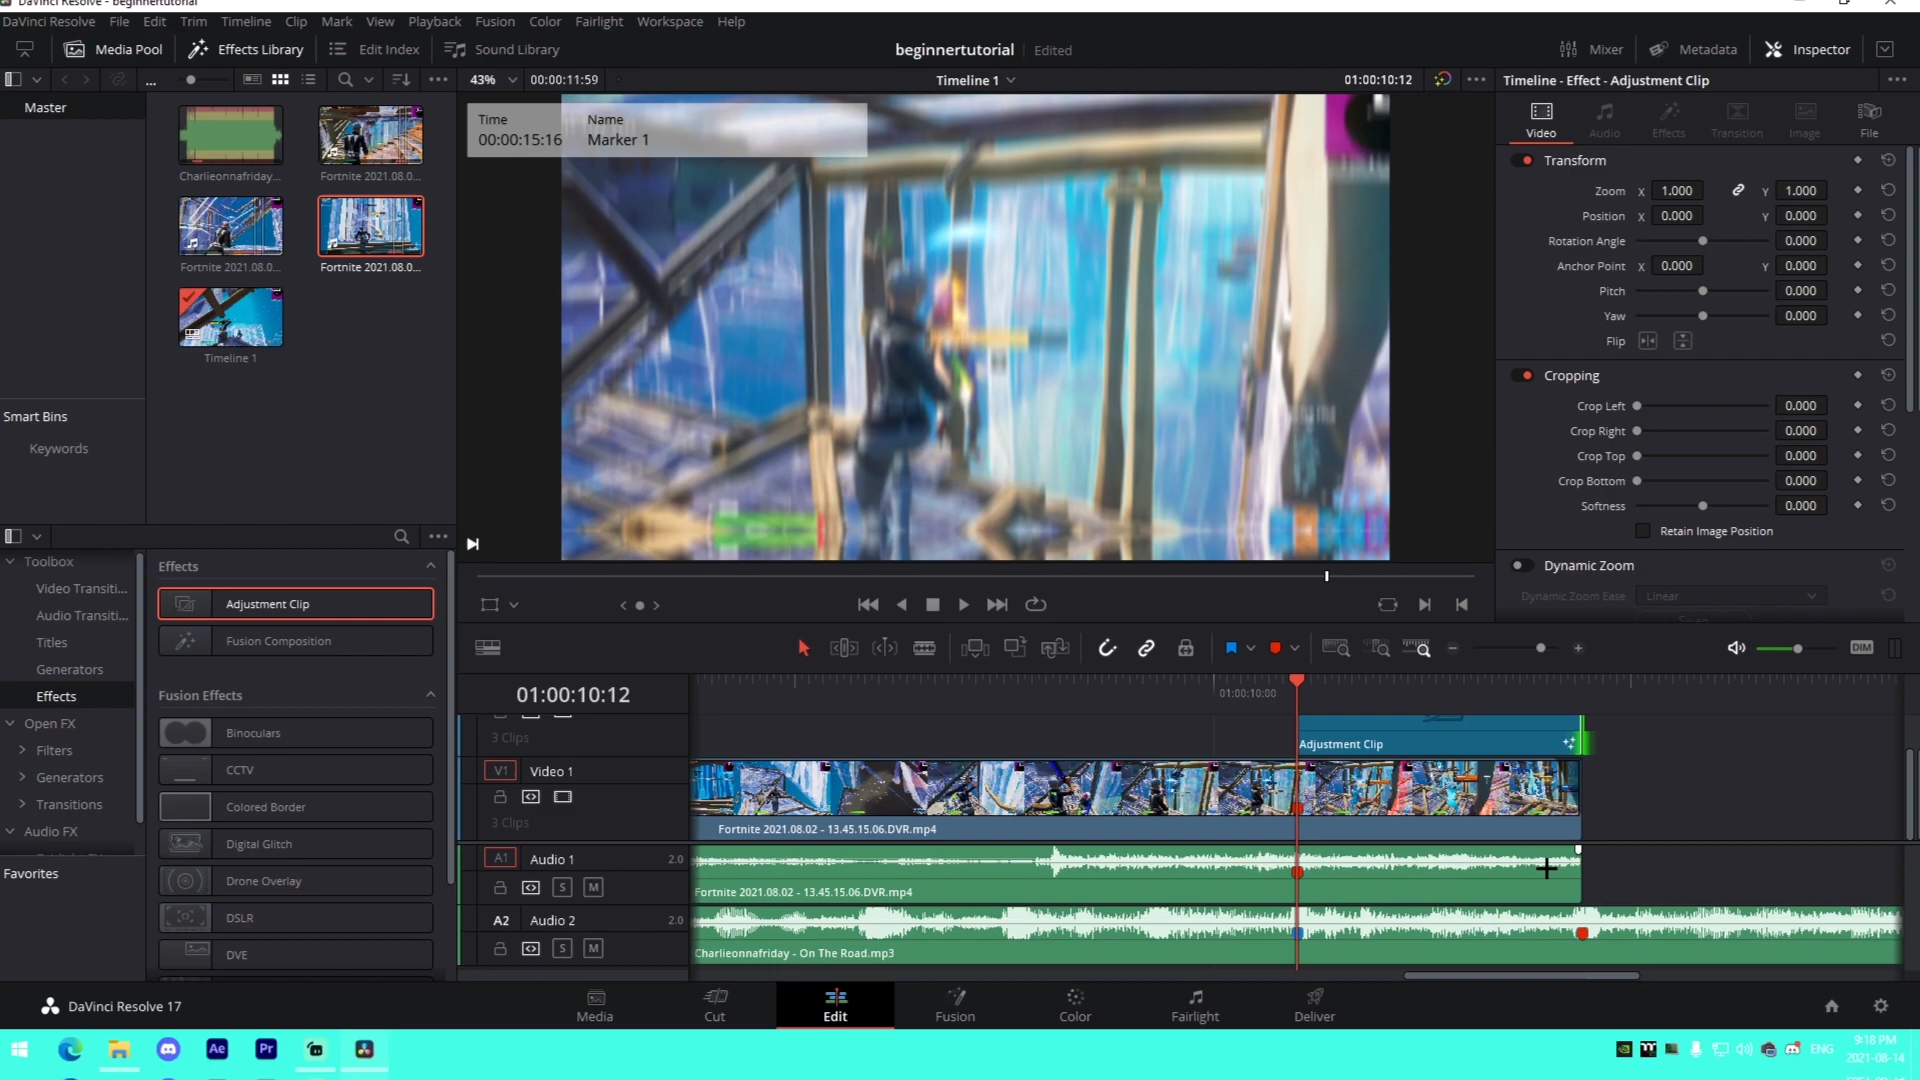 DaVinci Resolve - beginnertutorial
DaVinci Resolve File Edit Trim Timeline Clip Mark View Playback Fusion Color Fairlight Workspace Help
Media Pool Effects Library Edit Index Sound Library beginnertutorial Edited Mixer Metadata Inspector
43% 00:00:11:59 Timeline 1 01:00:10:12 Timeline - Effect - Adjustment Clip
Master
Charlieonnafriday...
Fortnite 2021.08.0...
Fortnite 2021.08.0...
Fortnite 2021.08.0...
Timeline 1
Smart Bins
Keywords
Time Name
00:00:15:16 Marker 1
Video Audio Effects Transition Image File
Transform
Zoom X 1.000 Y 1.000
Position X 0.000 Y 0.000
Rotation Angle 0.000
Anchor Point X 0.000 Y 0.000
Pitch 0.000
Yaw 0.000
Flip
Cropping
Crop Left 0.000
Crop Right 0.000
Crop Top 0.000
Crop Bottom 0.000
Softness 0.000
Retain Image Position
Dynamic Zoom
Dynamic Zoom Ease Linear
Swap
Toolbox
Video Transiti...
Audio Transiti...
Titles
Generators
Effects
Open FX
Filters
Generators
Transitions
Audio FX
Favorites
Effects
Adjustment Clip
Fusion Composition
Fusion Effects
Binoculars
CCTV
Colored Border
Digital Glitch
Drone Overlay
DSLR
DVE
DIM
01:00:10:12
01:00:10:00
3 Clips
Adjustment Clip
V1 Video 1
3 Clips
Fortnite 2021.08.02 - 13.45.15.06.DVR.mp4
A1 Audio 1 2.0
S M
Fortnite 2021.08.02 - 13.45.15.06.DVR.mp4
A2 Audio 2 2.0
S M
Charlieonnafriday - On The Road.mp3
DaVinci Resolve 17
Media Cut Edit Fusion Color Fairlight Deliver
Ae Pr
ENG
9:18 PM
2021-08-14